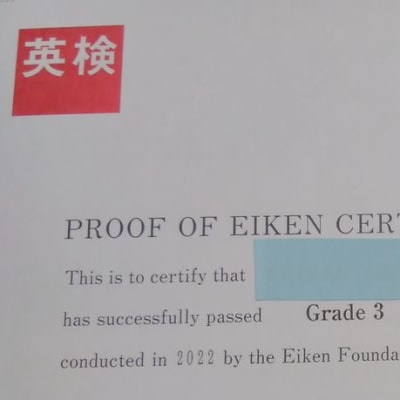 英検
PROOF OF EIKEN CERT
This is to certify that
has successfully passed Grade 3
conducted in 2022 by the Eiken Founda